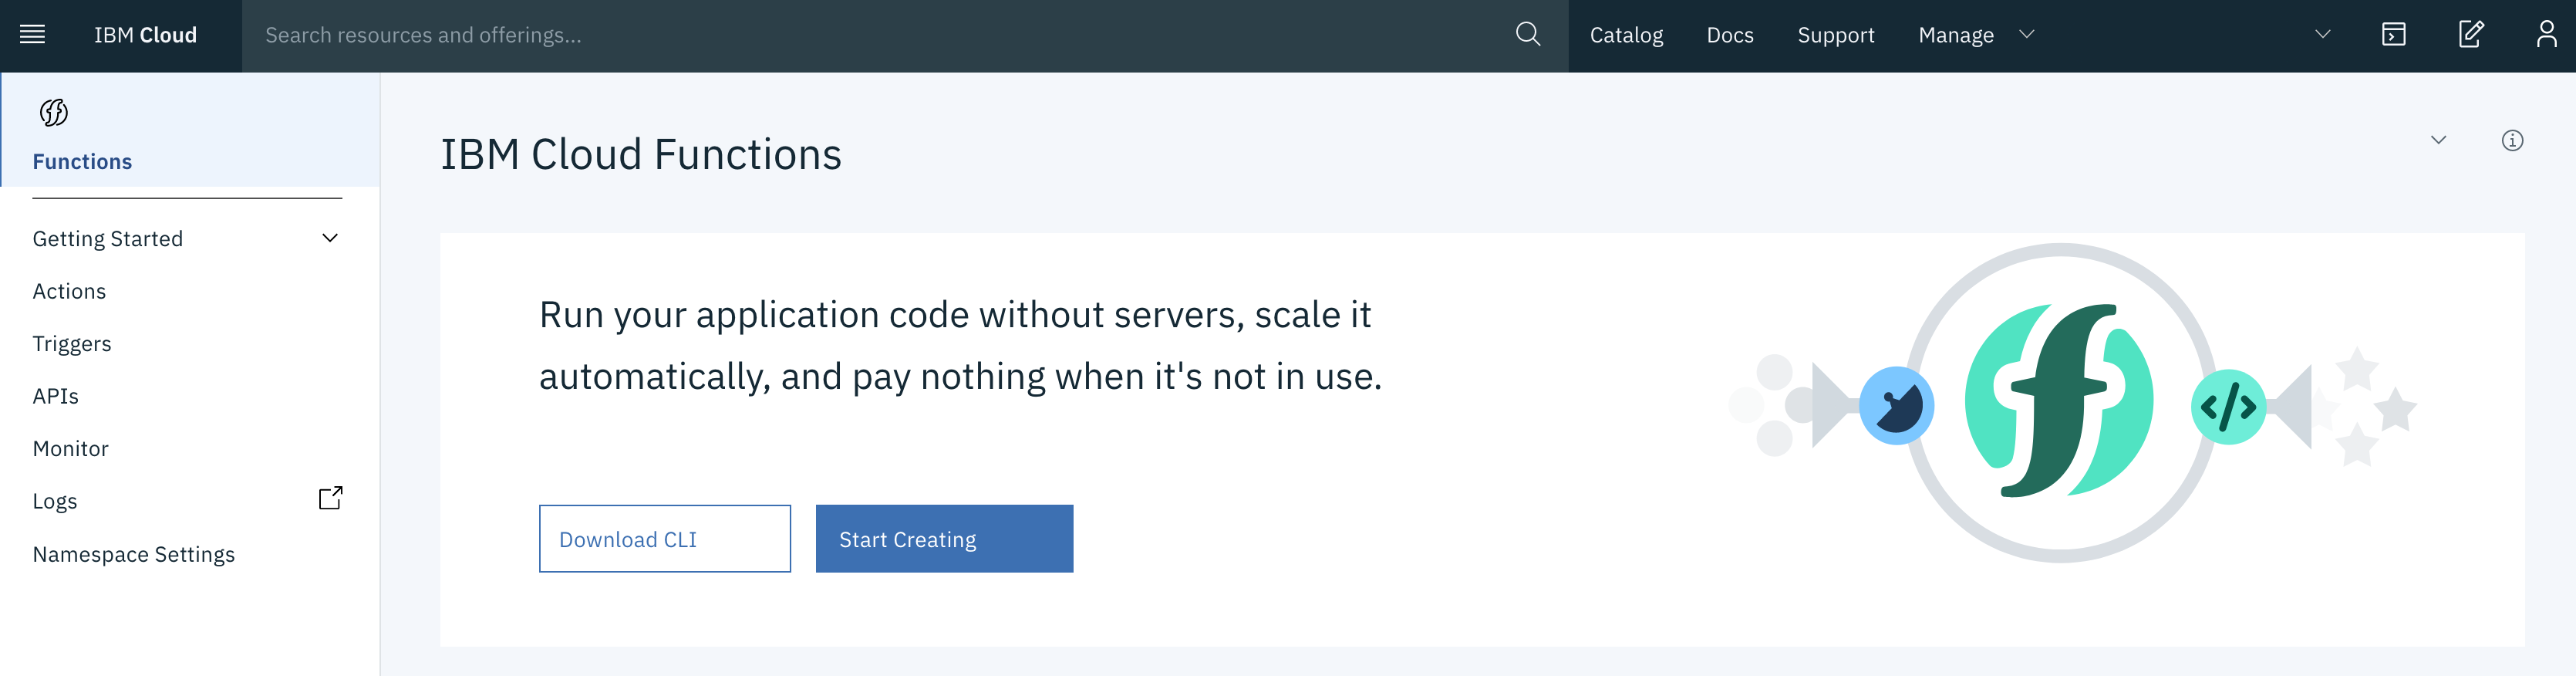 IBM Cloud
Search resources and offerings...
Catalog
Docs
Support
Manage
Functions
Getting Started
Actions
Triggers
APIs
Monitor
Logs
Namespace Settings
IBM Cloud Functions
Run your application code without servers, scale it
automatically, and pay nothing when it's not in use.
Download CLI
Start Creating